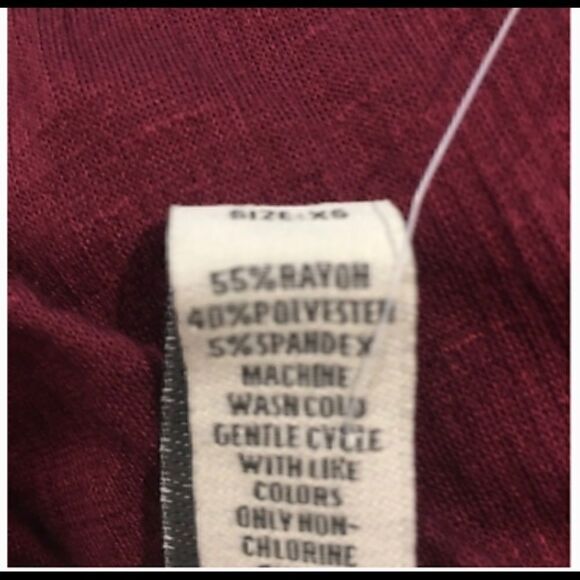 SIZE: XS
55% RAYON
40% POLYESTER
5% SPANDEX
MACHINE
WASH COLD
GENTLE CYCLE
WITH LIKE
COLORS
ONLY NON-
CHLORINE